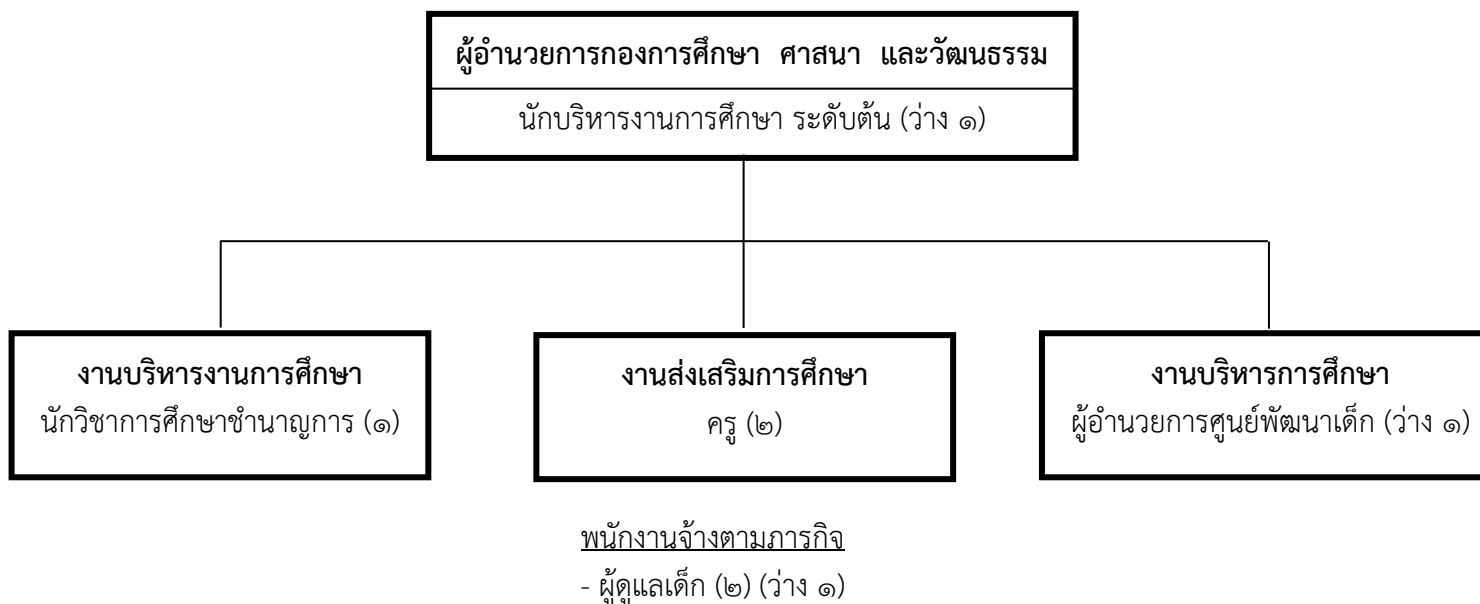 ผู้อำนวยการกองการศึกษา ศาสนา และวัฒนธรรม
นักบริหารงานการศึกษา ระดับต้น (ว่าง ๑)
งานบริหารงานการศึกษา
นักวิชาการศึกษาชำนาญการ (๑)
งานส่งเสริมการศึกษา
ครู (๒)
งานบริหารการศึกษา
ผู้อำนวยการศูนย์พัฒนาเด็ก (ว่าง ๑)
พนักงานจ้างตามภารกิจ
- ผู้ดูแลเด็ก (๒) (ว่าง ๑)